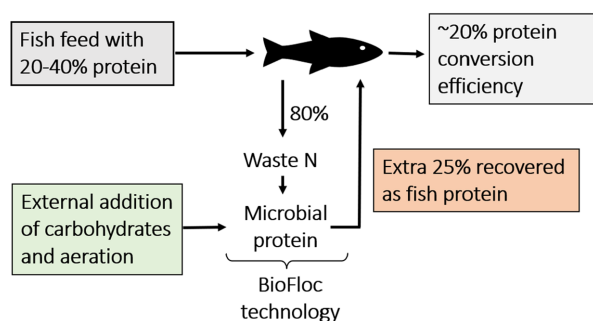 Fish feed with
20-40% protein
~20% protein
conversion
efficiency
80%
Waste N
Extra 25% recovered
as fish protein
External addition
of carbohydrates
and aeration
Microbial
protein
BioFloc
technology